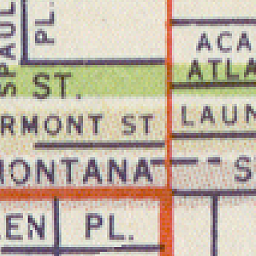 SPAUL
PL.
ACA
ATLA
ST.
RMONT ST
LAUN
MONTANA
S
EN PL.